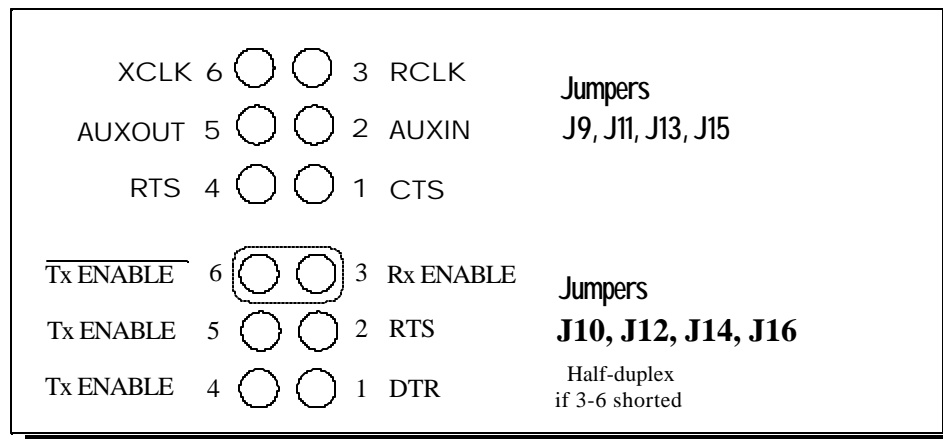 XCLK 6 3 RCLK
Jumpers
AUXOUT 5 2 AUXIN
J9, J11, J13, J15
RTS 4 1 CTS
Tx ENABLE 6 3 Rx ENABLE
Jumpers
Tx ENABLE 5 2 RTS
J10, J12, J14, J16
Tx ENABLE 4 1 DTR
Half-duplex
if 3-6 shorted